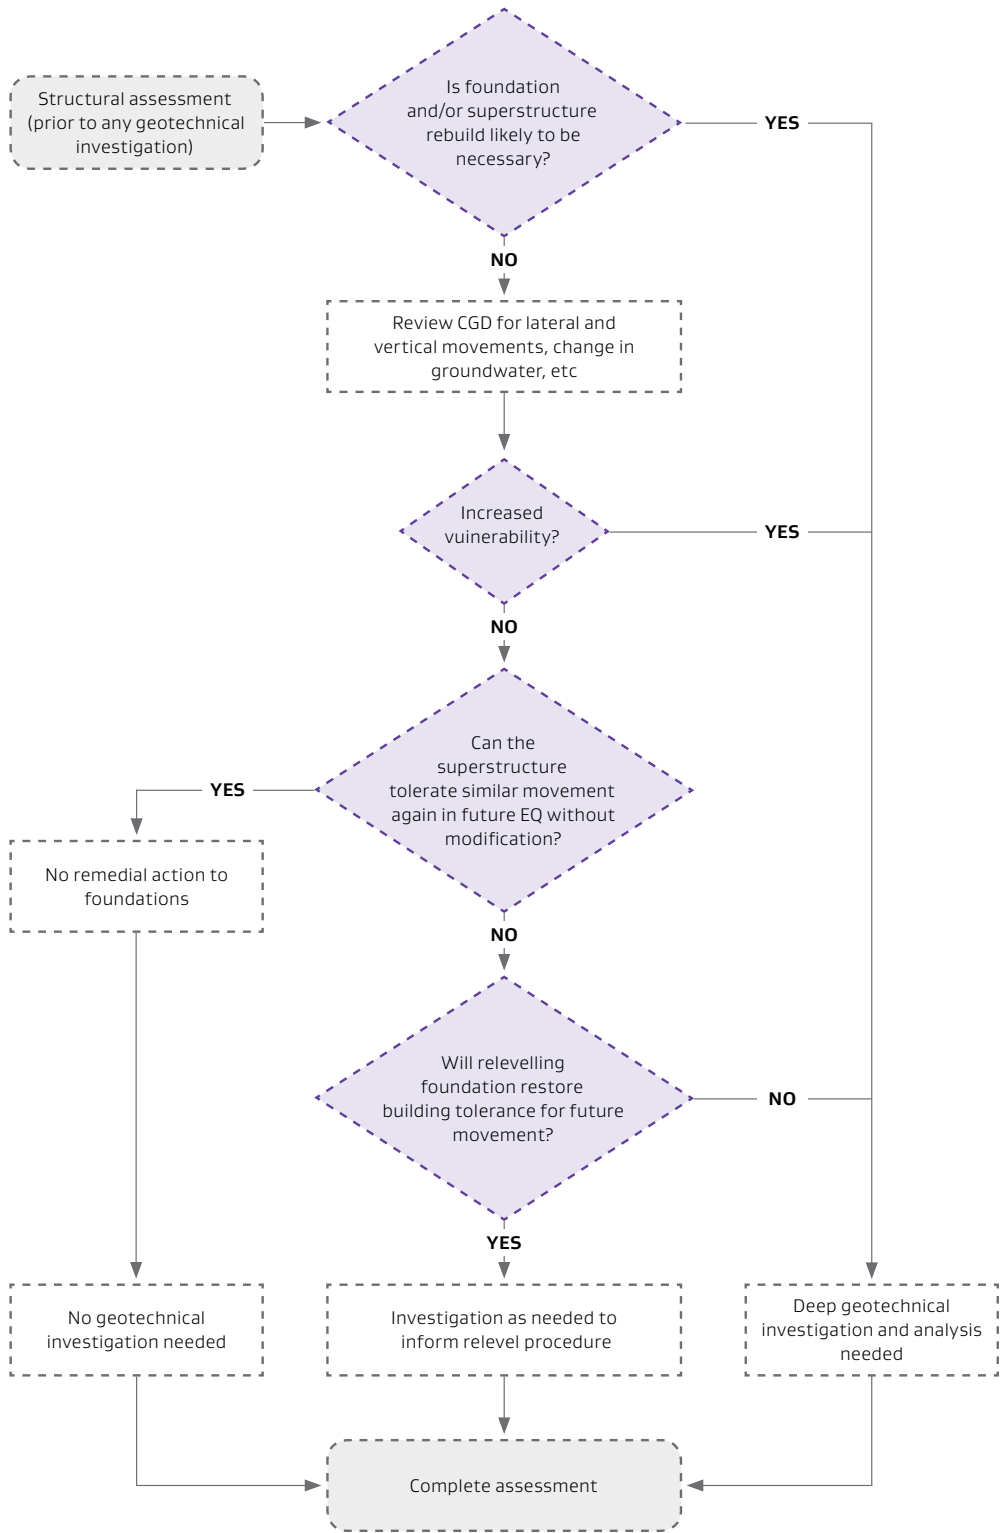 Structural assessment
(prior to any geotechnical
investigation)
Is foundation
and/or superstructure
rebuild likely to be
necessary?
YES
NO
Review CGD for lateral and
vertical movements, change in
groundwater, etc
Increased
vuinerability?
YES
NO
Can the
superstructure
tolerate similar movement
again in future EQ without
modification?
YES
No remedial action to
foundations
NO
Will relevelling
foundation restore
building tolerance for future
movement?
NO
YES
No geotechnical
investigation needed
Investigation as needed to
inform relevel procedure
Deep geotechnical
investigation and analysis
needed
Complete assessment